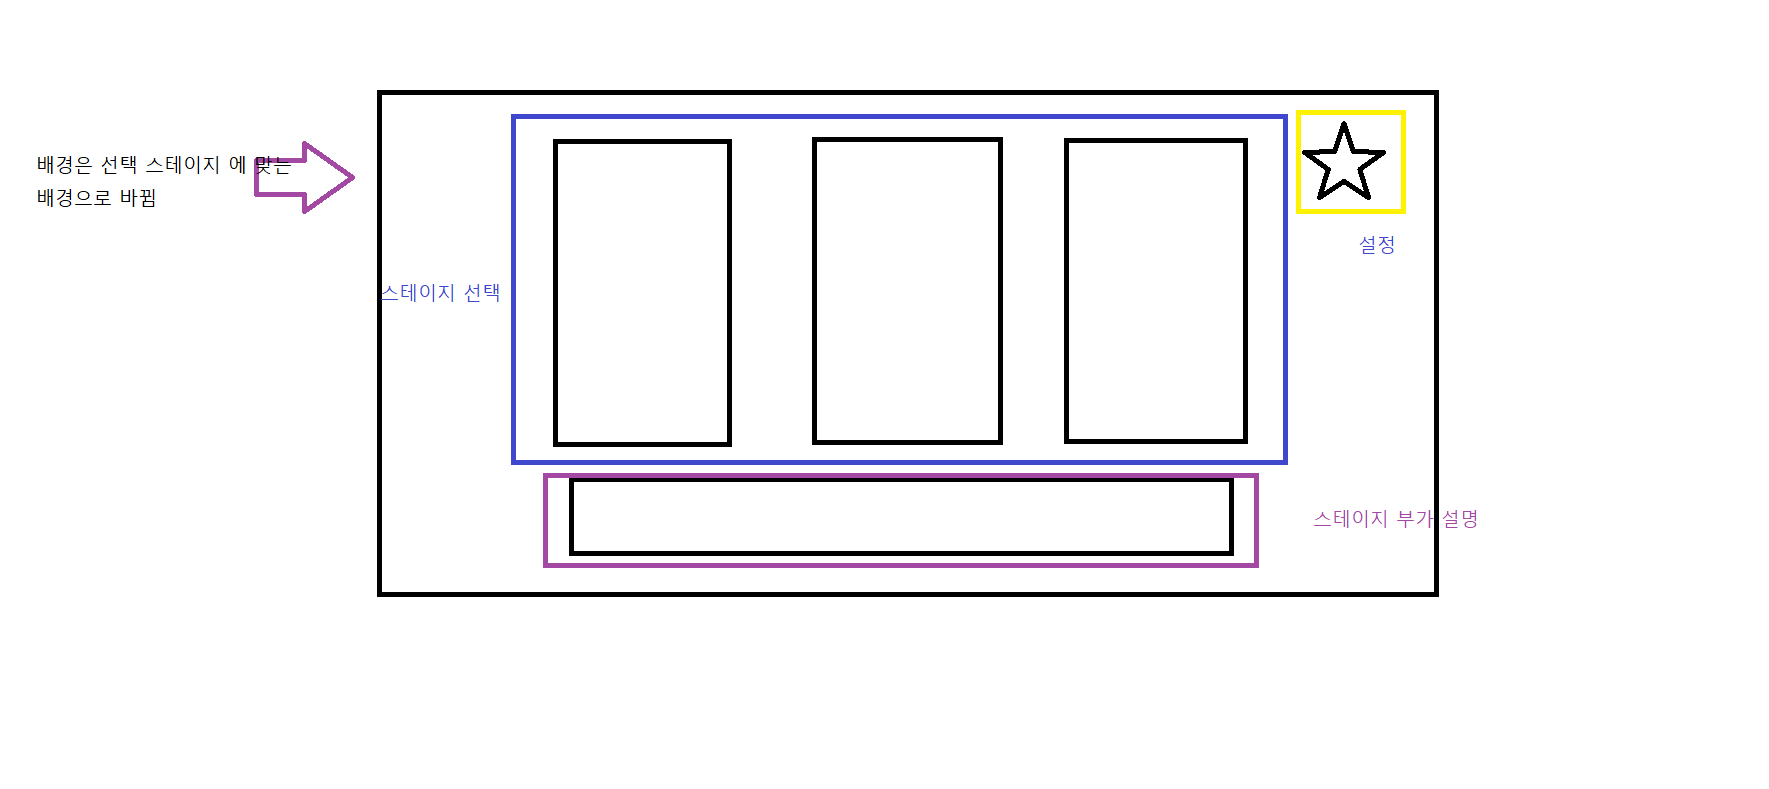 배경은 선택 스테이지 에 맞는
배경으로 바뀜
설정
스테이지 선택
스테이지 부가 설명